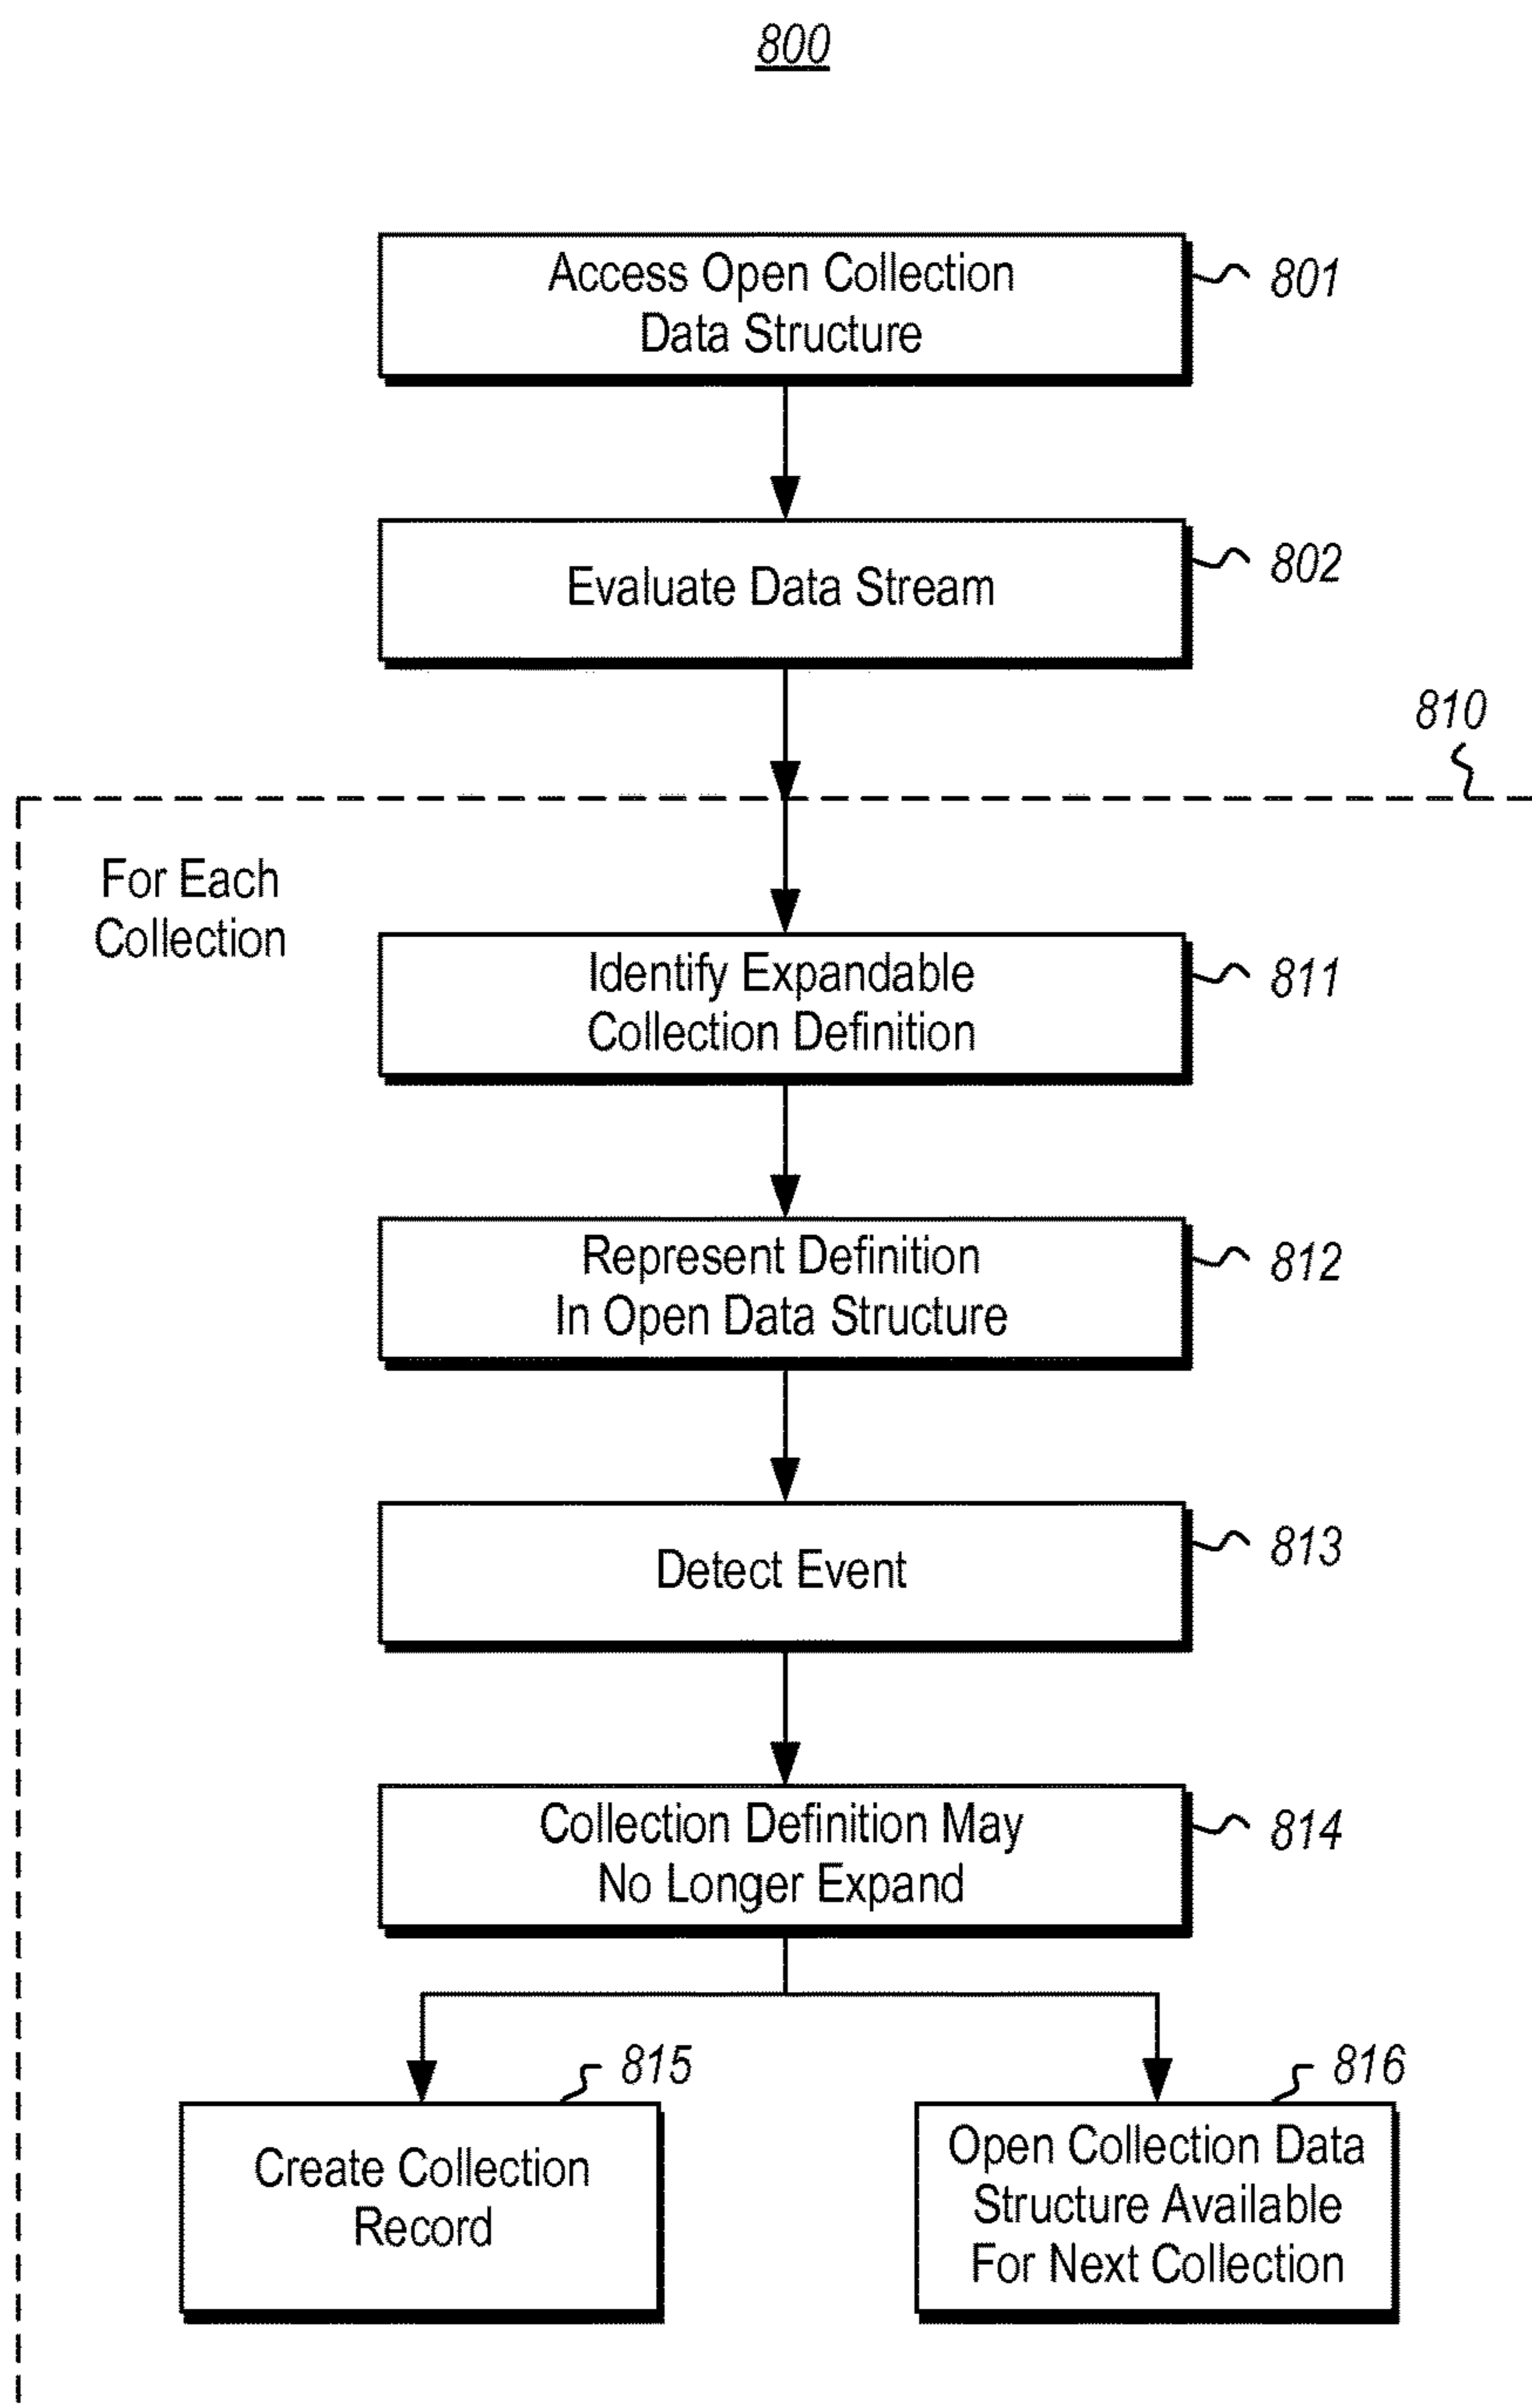 800
Access Open Collection
Data Structure
801
Evaluate Data Stream
802
810
For Each
Collection
Identify Expandable
Collection Definition
811
Represent Definition
In Open Data Structure
812
Detect Event
813
Collection Definition May
No Longer Expand
814
815
Create Collection
Record
816
Open Collection Data
Structure Available
For Next Collection